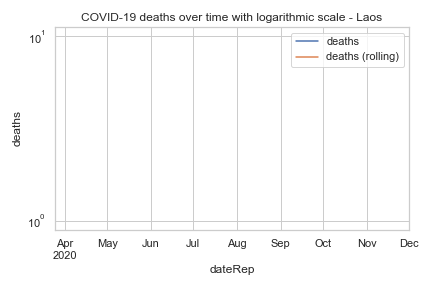 COVID-19 deaths over time with logarithmic scale - Laos
10¹
deaths
deaths (rolling)
deaths
10⁰
Apr May Jun Jul Aug Sep Oct Nov Dec
2020
dateRep